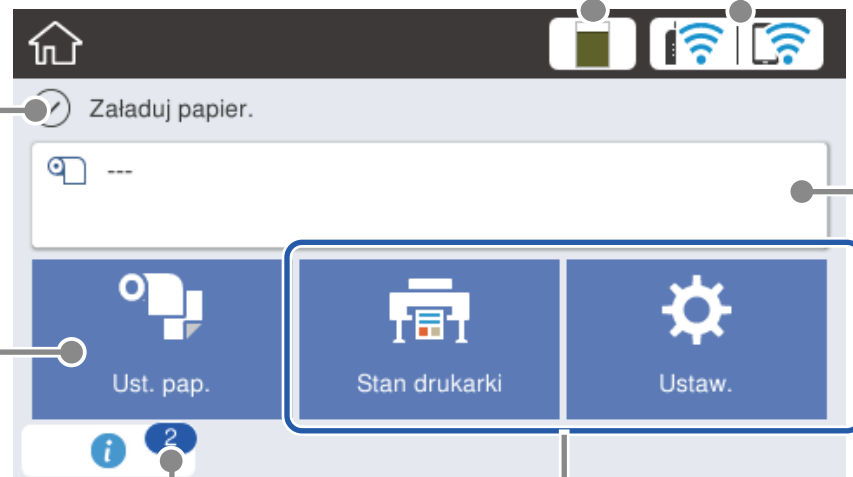 Załaduj papier.
---
Ust. pap.
Stan drukarki
Ustaw.
i
2